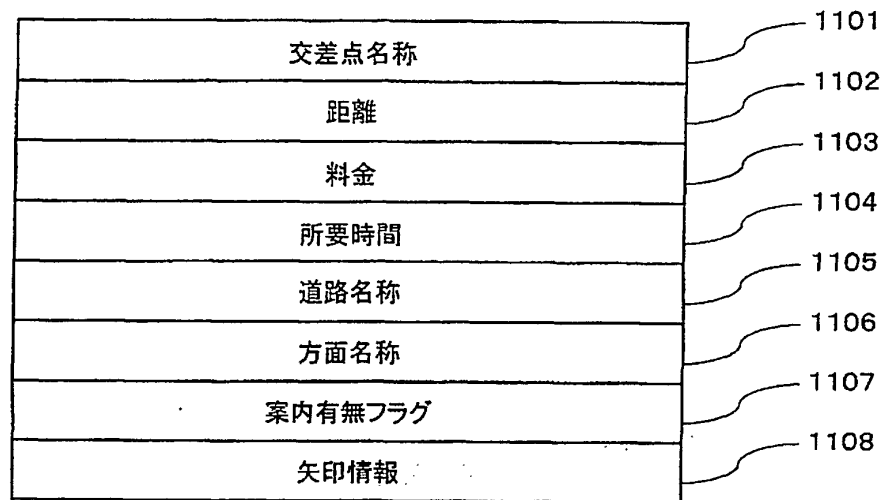 交差点名称 1101
距離 1102
料金 1103
所要時間 1104
道路名称 1105
方面名称 1106
案内有無フラグ 1107
矢印情報 1108